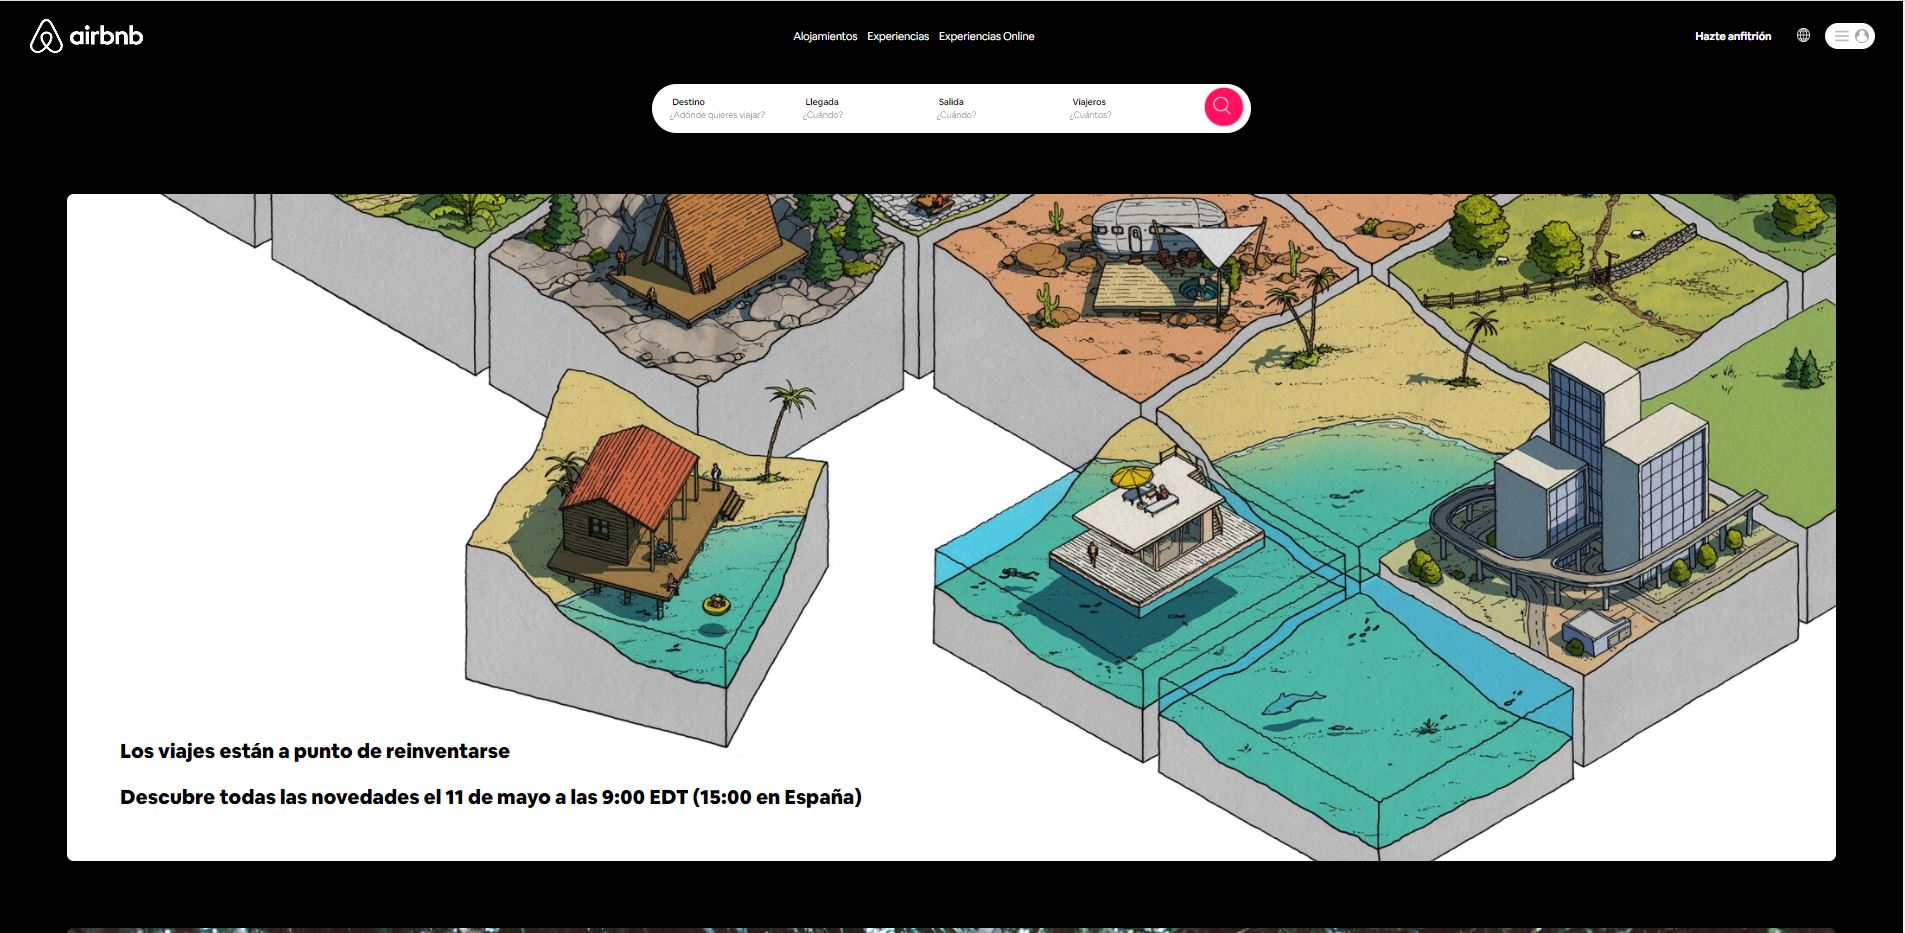 airbnb
Alojamientos Experiencias Experiencias Online
Hazte anfitrión
Destino Llegada Salida Viajeros
¿Adónde quieres viajar? ¿Cuándo? ¿Cuándo? ¿Cuántos?
Los viajes están a punto de reinventarse
Descubre todas las novedades el 11 de mayo a las 9:00 EDT (15:00 en España)